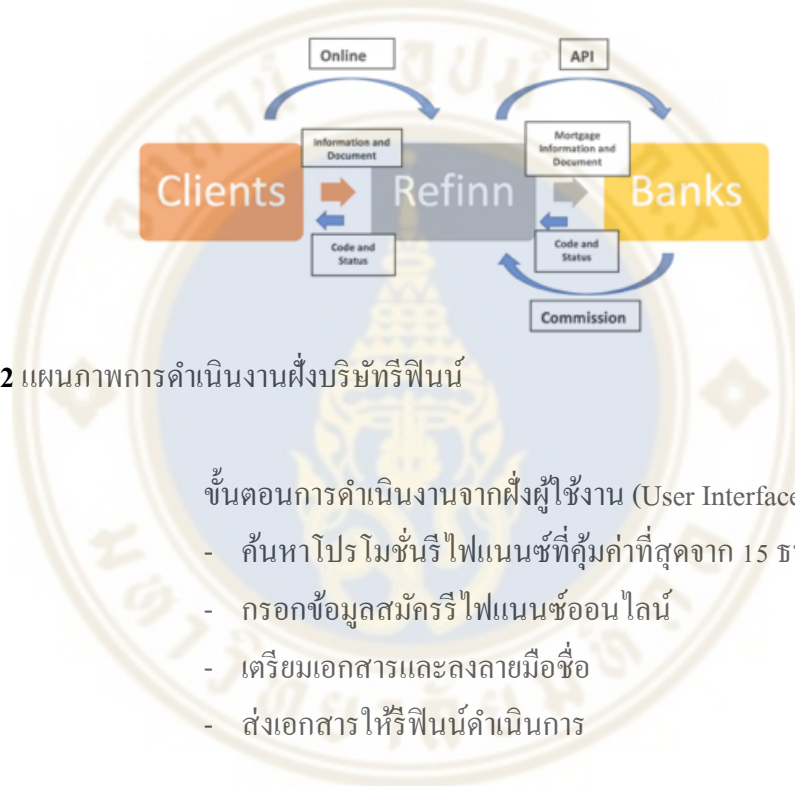 Online API
Information and
Document
Mortgage
Information and
Document
Clients Refinn Banks
Code and
Status
Code and
Status
Commission
2 แผนภาพการดำเนินงานฝั่งบริษัทรีฟินน์
ขั้นตอนการดำเนินงานจากฝั่งผู้ใช้งาน (User Interface
- ค้นหาโปรโมชั่นรีไฟแนนซ์ที่คุ้มค่าที่สุดจาก 15
- กรอกข้อมูลสมัครรีไฟแนนซ์ออนไลน์
- เตรียมเอกสารและลงลายมือชื่อ
- ส่งเอกสารให้รีฟินน์ดำเนินการ